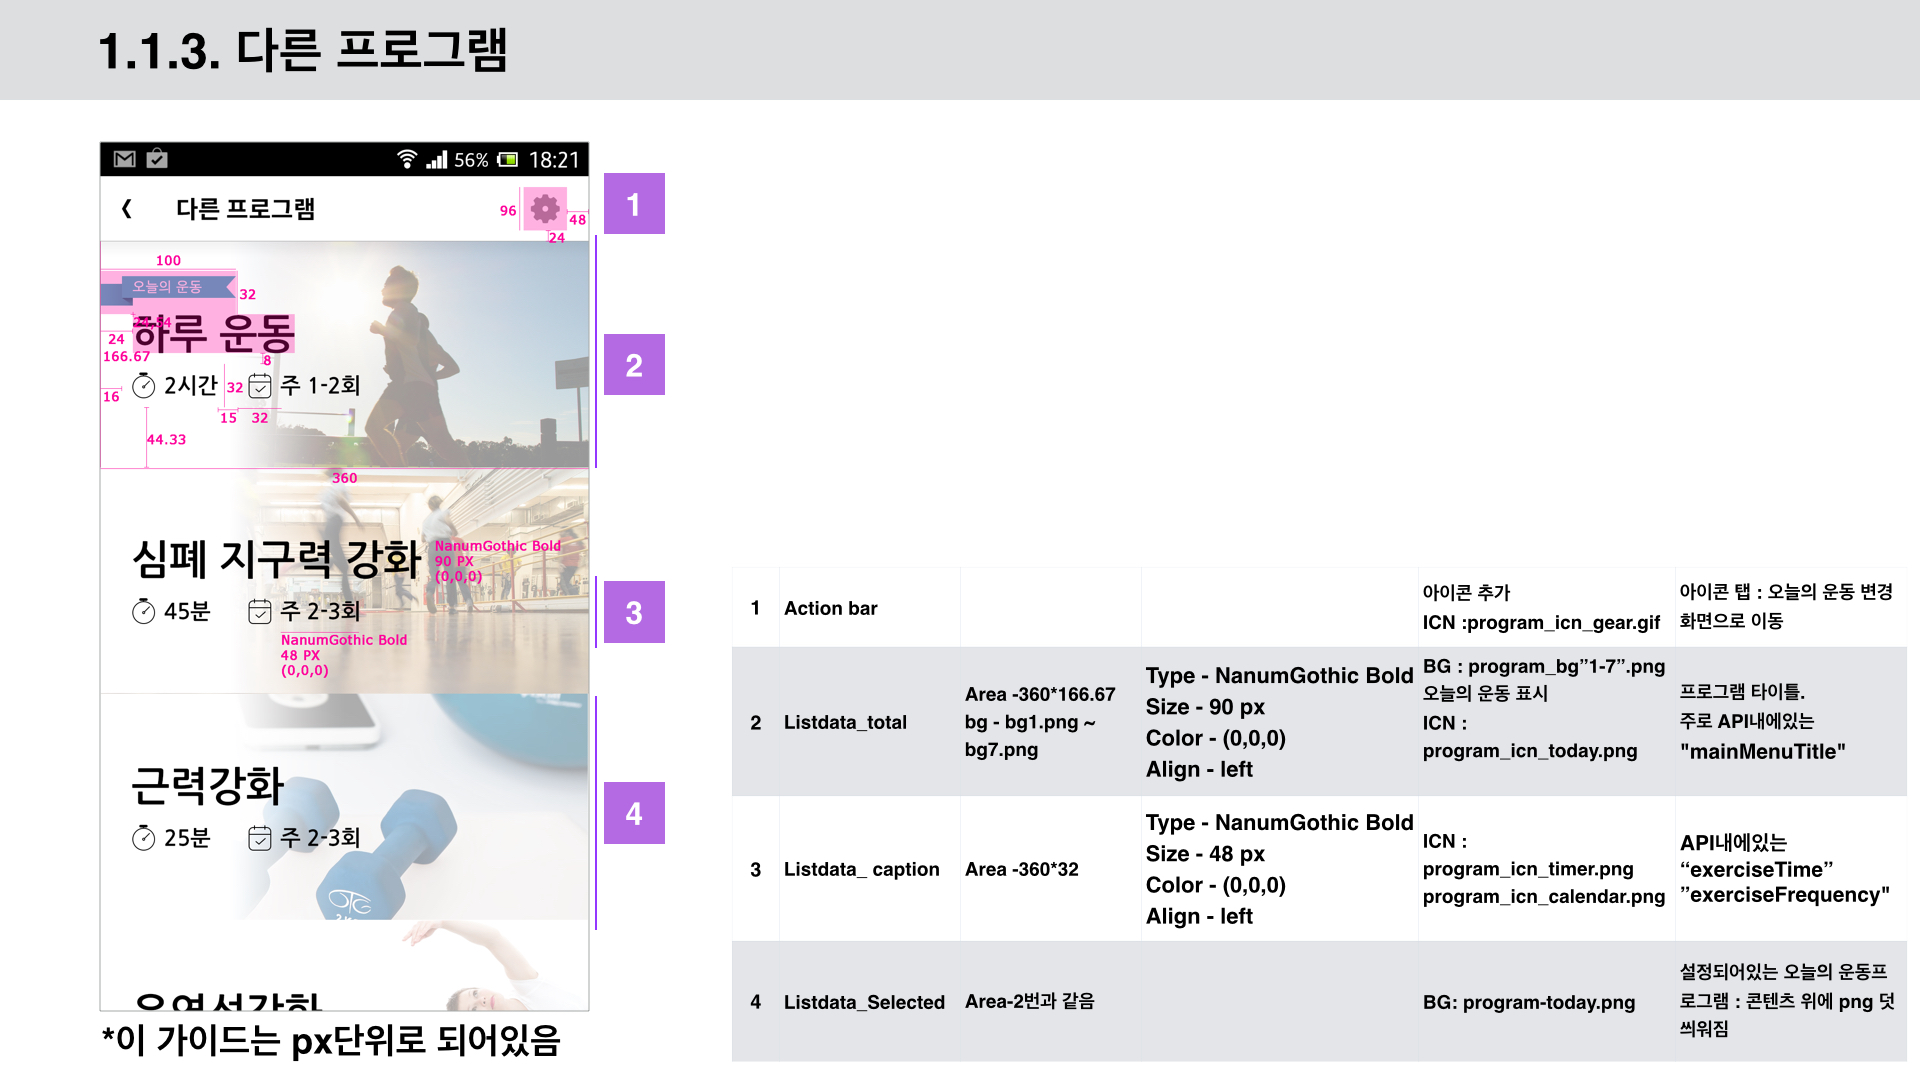 1.1.3. 다른 프로그램
56% 18:21
다른 프로그램
96
48
24
1
100
오늘의 운동
32
24.54
하루 운동
24
166.67
8
2시간
32
주 1-2회
16
15
32
44.33
2
360
심폐 지구력 강화
NanumGothic Bold
90 PX
(0,0,0)
45분
주 2-3회
NanumGothic Bold
48 PX
(0,0,0)
3
근력강화
25분
주 2-3회
4
유연성강화
*이 가이드는 px단위로 되어있음
1
Action bar
아이콘 추가
ICN :program_icn_gear.gif
아이콘 탭 : 오늘의 운동 변경
화면으로 이동
2
Listdata_total
Area -360*166.67
bg - bg1.png ~
bg7.png
Type - NanumGothic Bold
Size - 90 px
Color - (0,0,0)
Align - left
BG : program_bg”1-7”.png
오늘의 운동 표시
ICN :
program_icn_today.png
프로그램 타이틀.
주로 API내에있는
"mainMenuTitle"
3
Listdata_ caption
Area -360*32
Type - NanumGothic Bold
Size - 48 px
Color - (0,0,0)
Align - left
ICN :
program_icn_timer.png
program_icn_calendar.png
API내에있는
“exerciseTime”
”exerciseFrequency"
4
Listdata_Selected
Area-2번과 같음
BG: program-today.png
설정되어있는 오늘의 운동프
로그램 : 콘텐츠 위에 png 덧
씌워짐